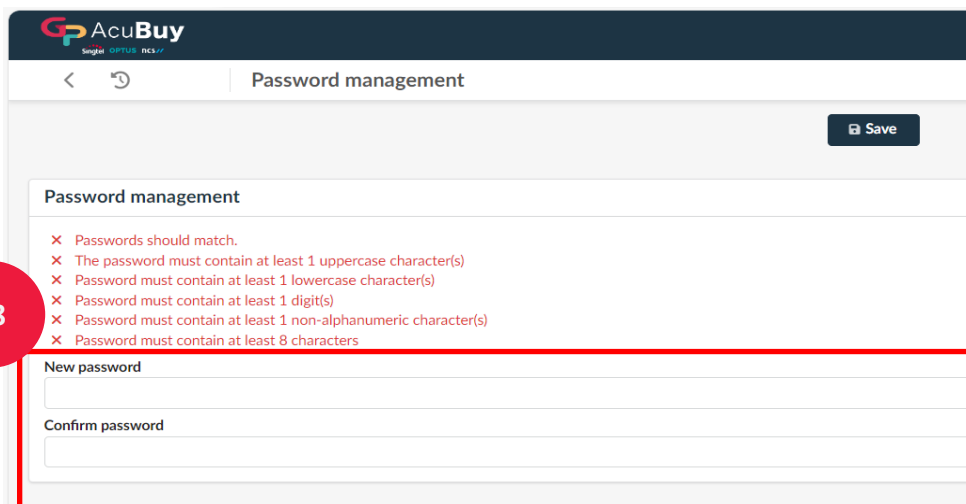 GP AcuBuy
Singtel OPTUS ncs//
Password management
Save
Password management
× Passwords should match.
× The password must contain at least 1 uppercase character(s)
× Password must contain at least 1 lowercase character(s)
× Password must contain at least 1 digit(s)
× Password must contain at least 1 non-alphanumeric character(s)
× Password must contain at least 8 characters
New password
Confirm password